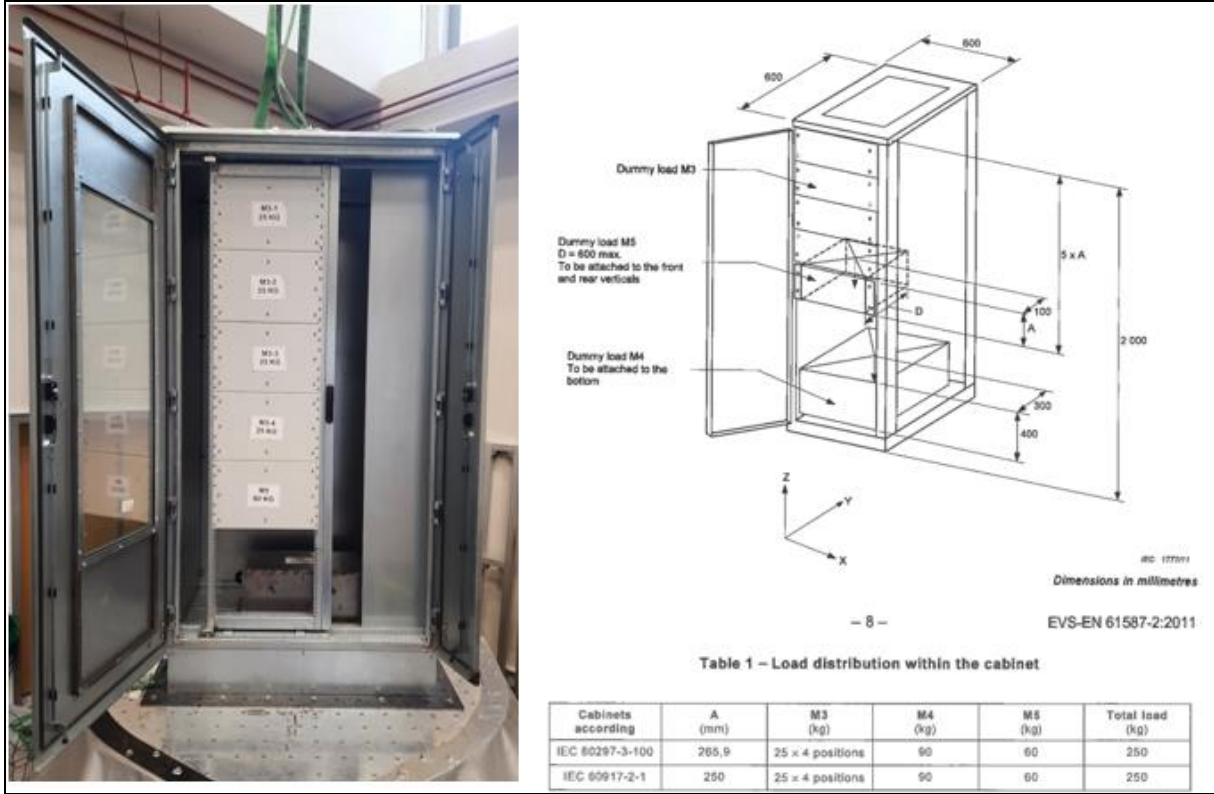 M3-1
25 KG
M3-2
25 KG
M3-3
25 KG
M3-4
25 KG
M5
60 KG
600
600
Dummy load M3
Dummy load M5
D = 600 max.
To be attached to the front
and rear verticals
5 x A
100
D
A
2 000
Dummy load M4
To be attached to the
bottom
300
400
Z
Y
X
IEC 1777/11
Dimensions in millimetres
– 8 –
EVS-EN 61587-2:2011
Table 1 – Load distribution within the cabinet
Cabinets according A (mm) M3 (kg) M4 (kg) M5 (kg) Total load (kg)
IEC 60297-3-100 265,9 25 × 4 positions 90 60 250
IEC 60917-2-1 250 25 × 4 positions 90 60 250